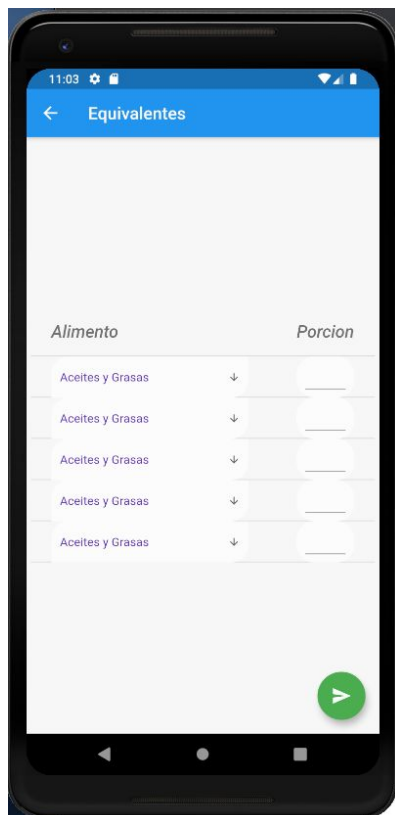 11:03
Equivalentes
Alimento Porcion
Aceites y Grasas
Aceites y Grasas
Aceites y Grasas
Aceites y Grasas
Aceites y Grasas